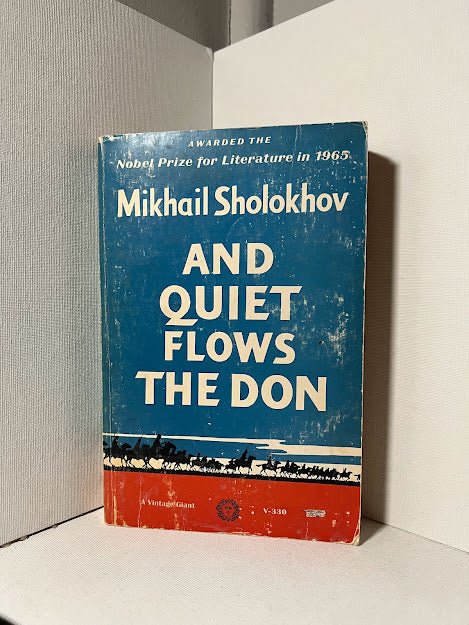 AWARDED THE
Nobel Prize for Literature in 1965
Mikhail Sholokhov
AND
QUIET
FLOWS
THE DON
A Vintage Giant
V-330